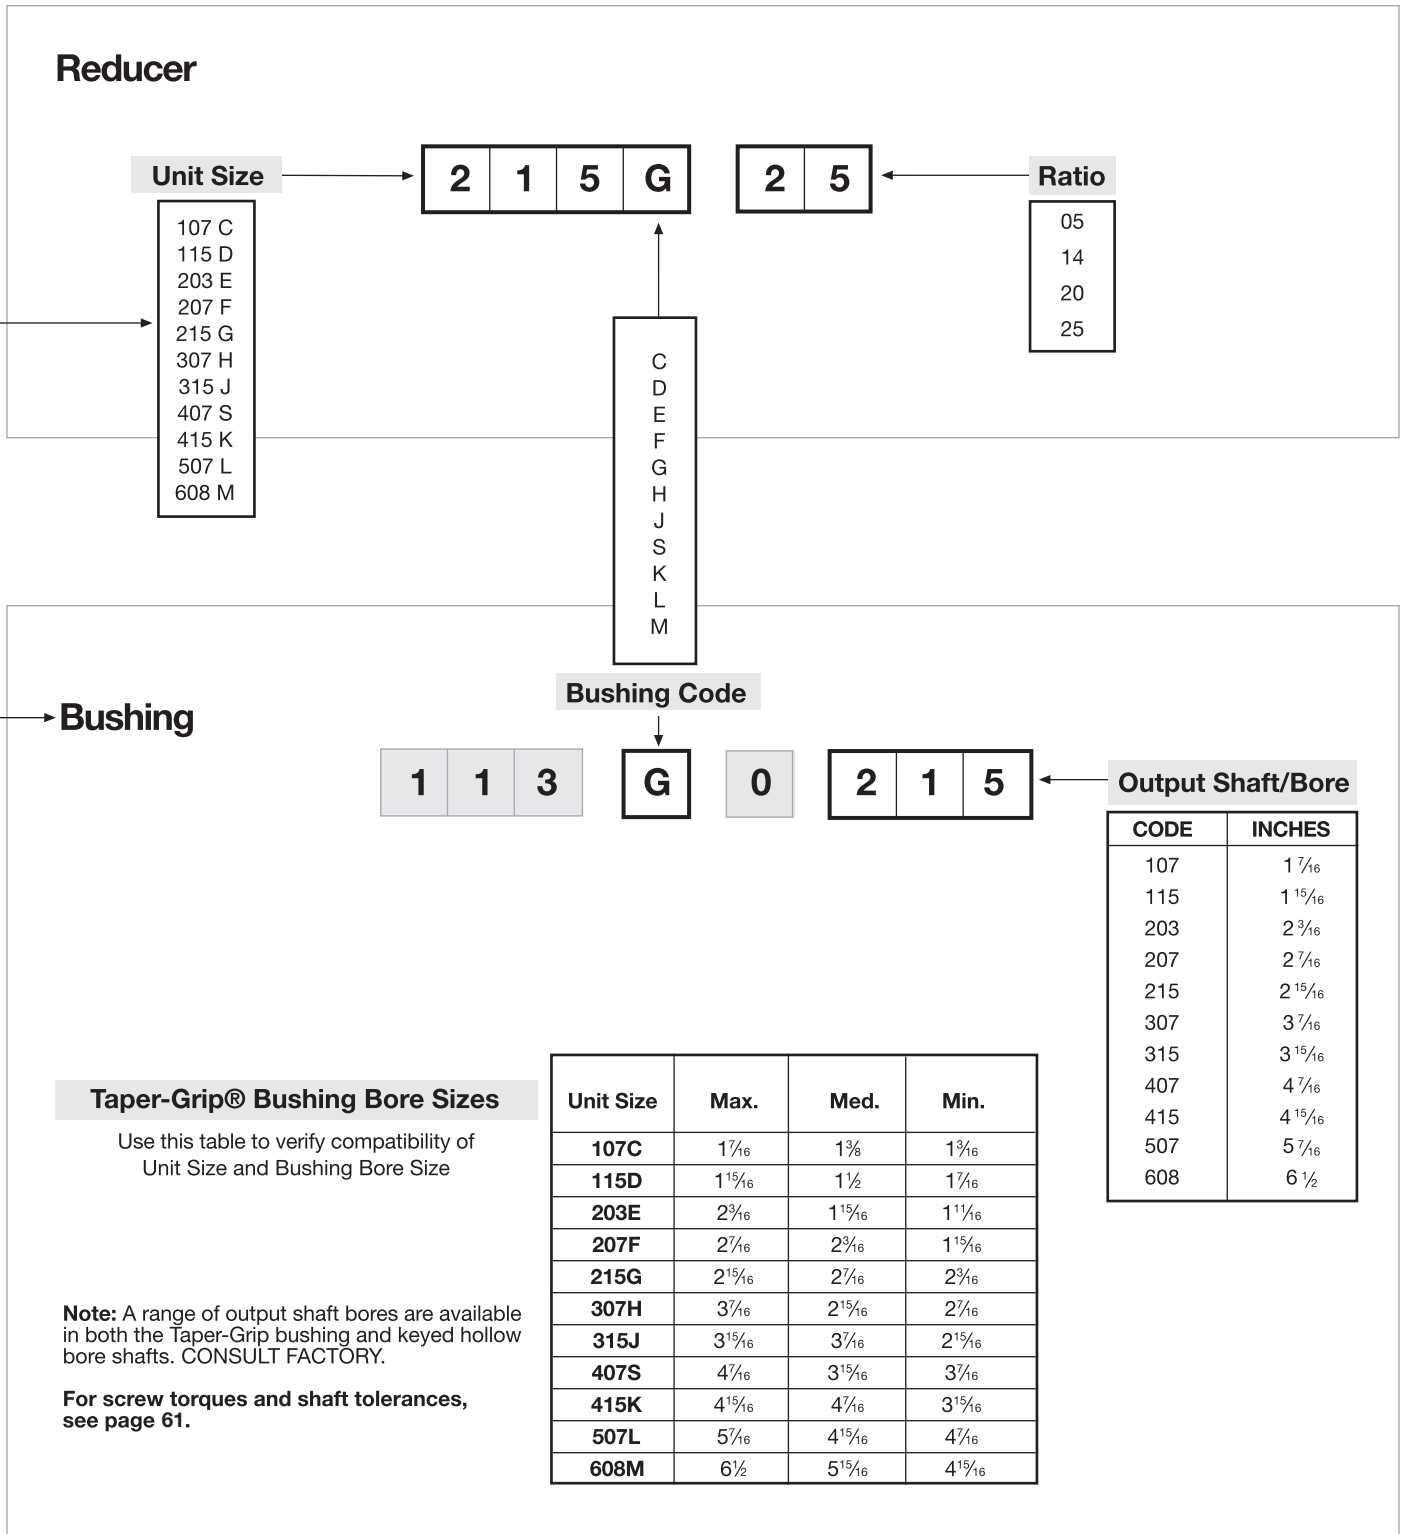 Reducer
Unit Size
2 1 5 G 2 5
Ratio
107 C
115 D
203 E
207 F
215 G
307 H
315 J
407 S
415 K
507 L
608 M
05
14
20
25
C
D
E
F
G
H
J
S
K
L
M
Bushing Code
Bushing
1 1 3 G 0 2 1 5
Output Shaft/Bore
CODE INCHES
107 1 7/16
115 1 15/16
203 2 3/16
207 2 7/16
215 2 15/16
307 3 7/16
315 3 15/16
407 4 7/16
415 4 15/16
507 5 7/16
608 6 1/2
Taper-Grip® Bushing Bore Sizes
Use this table to verify compatibility of
Unit Size and Bushing Bore Size
Unit Size Max. Med. Min.
107C 1 7/16 1 3/8 1 3/16
115D 1 15/16 1 1/2 1 7/16
203E 2 3/16 1 15/16 1 11/16
207F 2 7/16 2 3/16 1 15/16
215G 2 15/16 2 7/16 2 3/16
307H 3 7/16 2 15/16 2 7/16
315J 3 15/16 3 7/16 2 15/16
407S 4 7/16 3 15/16 3 7/16
415K 4 15/16 4 7/16 3 15/16
507L 5 7/16 4 15/16 4 7/16
608M 6 1/2 5 15/16 4 15/16
Note: A range of output shaft bores are available
in both the Taper-Grip bushing and keyed hollow
bore shafts. CONSULT FACTORY.
For screw torques and shaft tolerances,
see page 61.